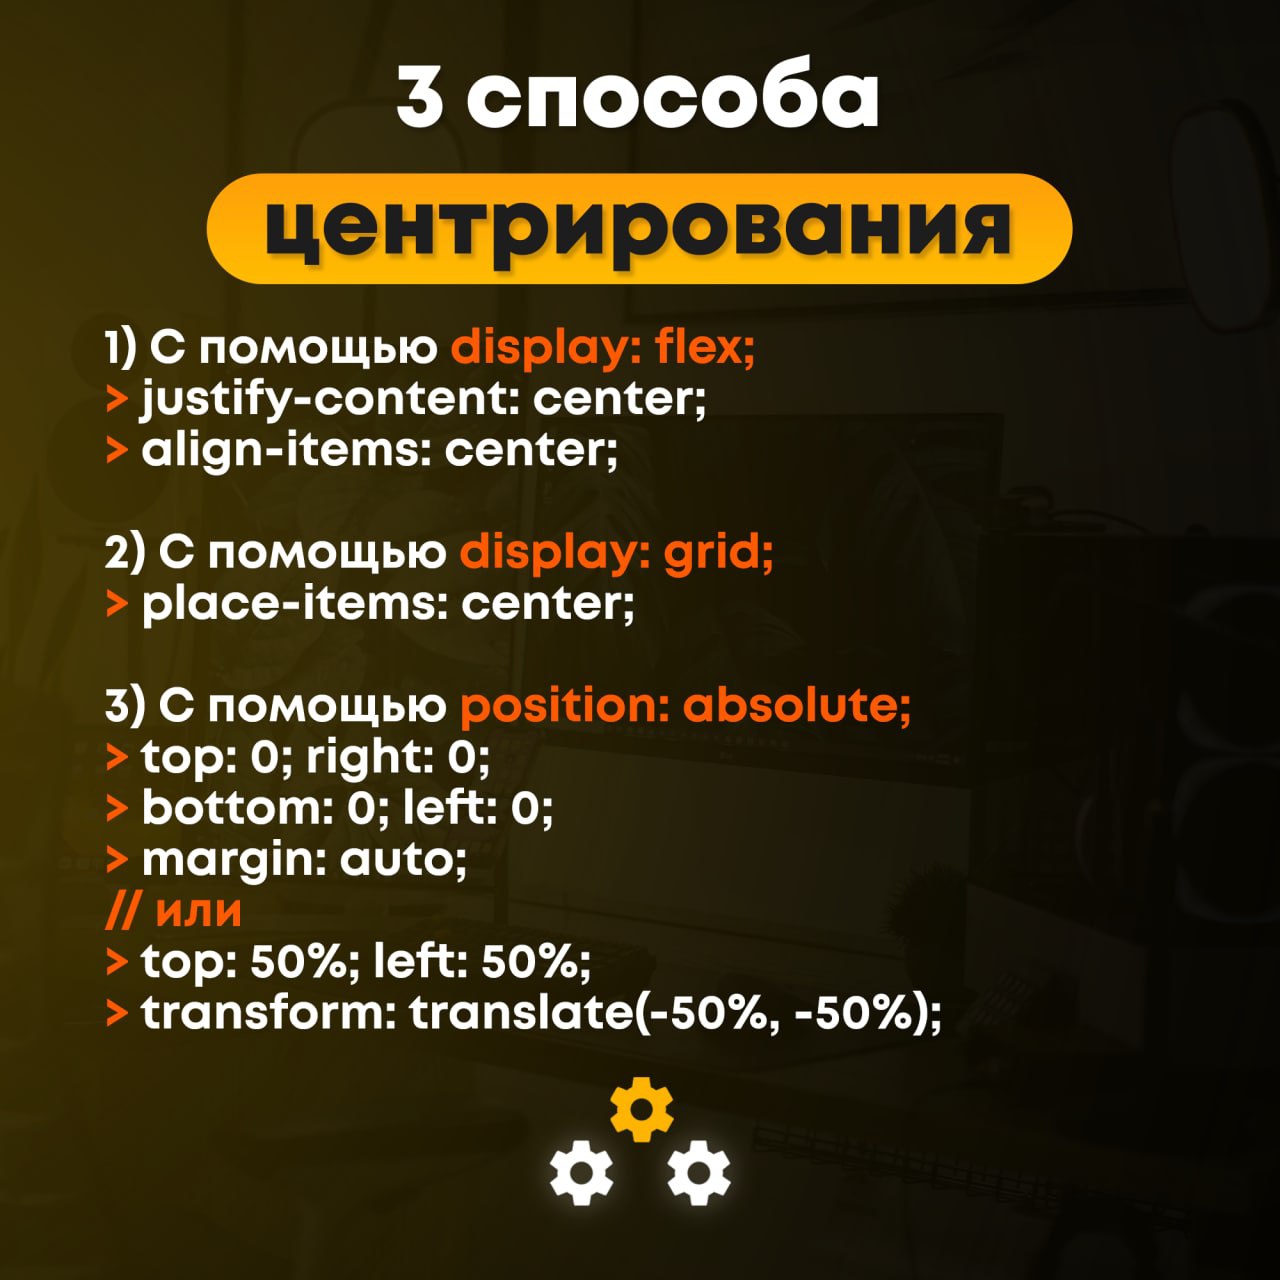 3 способа
центрирования
1) С помощью display: flex;
> justify-content: center;
> align-items: center;
2) С помощью display: grid;
> place-items: center;
3) С помощью position: absolute;
> top: 0; right: 0;
> bottom: 0; left: 0;
> margin: auto;
// или
> top: 50%; left: 50%;
> transform: translate(-50%, -50%);